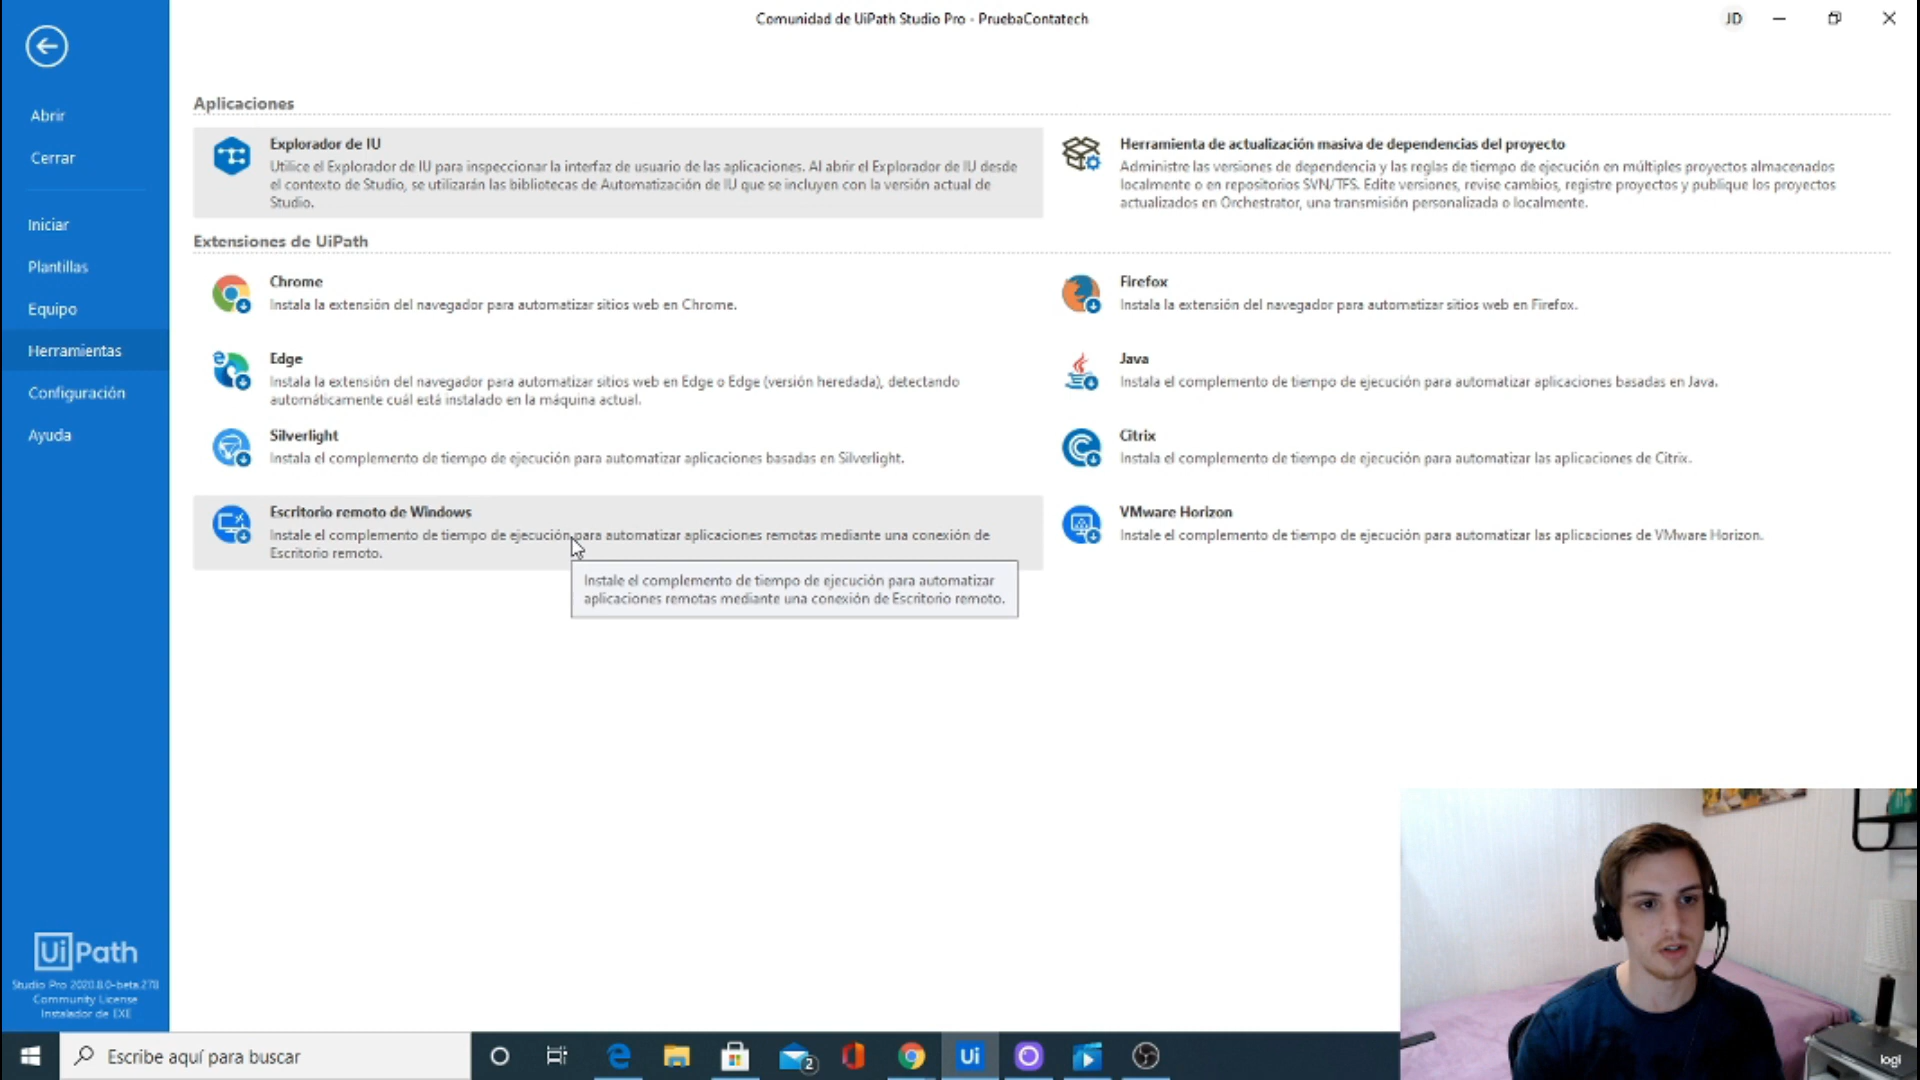 Comunidad de UiPath Studio Pro - PruebaContatech
JD
Abrir
Cerrar
Iniciar
Plantillas
Equipo
Herramientas
Configuración
Ayuda
Aplicaciones
Explorador de IU
Utilice el Explorador de IU para inspeccionar la interfaz de usuario de las aplicaciones. Al abrir el Explorador de IU desde
el contexto de Studio, se utilizarán las bibliotecas de Automatización de IU que se incluyen con la versión actual de
Studio.
Herramienta de actualización masiva de dependencias del proyecto
Administre las versiones de dependencia y las reglas de tiempo de ejecución en múltiples proyectos almacenados
localmente o en repositorios SVN/TFS. Edite versiones, revise cambios, registre proyectos y publique los proyectos
actualizados en Orchestrator, una transmisión personalizada o localmente.
Extensiones de UiPath
Chrome
Instala la extensión del navegador para automatizar sitios web en Chrome.
Firefox
Instala la extensión del navegador para automatizar sitios web en Firefox.
Edge
Instala la extensión del navegador para automatizar sitios web en Edge o Edge (versión heredada), detectando
automáticamente cuál está instalado en la máquina actual.
Java
Instala el complemento de tiempo de ejecución para automatizar aplicaciones basadas en Java.
Silverlight
Instala el complemento de tiempo de ejecución para automatizar aplicaciones basadas en Silverlight.
Citrix
Instala el complemento de tiempo de ejecución para automatizar las aplicaciones de Citrix.
Escritorio remoto de Windows
Instale el complemento de tiempo de ejecución para automatizar aplicaciones remotas mediante una conexión de
Escritorio remoto.
VMware Horizon
Instale el complemento de tiempo de ejecución para automatizar las aplicaciones de VMware Horizon.
Instale el complemento de tiempo de ejecución para automatizar
aplicaciones remotas mediante una conexión de Escritorio remoto.
UiPath
Studio Pro 2020.8.0-beta.278
Community License
Instalador de EXE
Escribe aquí para buscar
2
Ui
logi